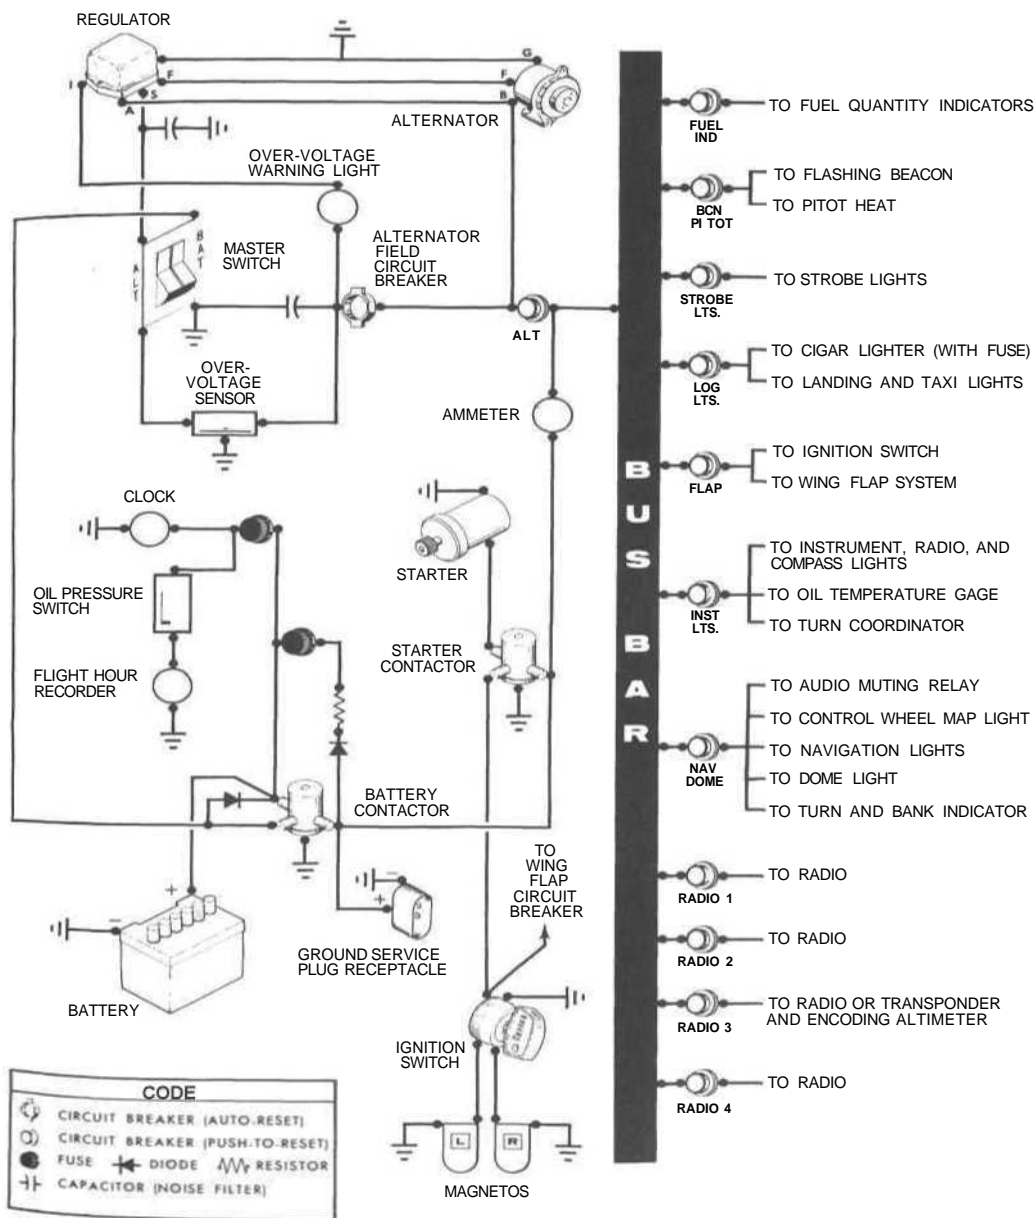 REGULATOR
I
F
S
A
G
F
B
ALTERNATOR
OVER-VOLTAGE
WARNING LIGHT
BAT
ALT
MASTER
SWITCH
ALTERNATOR
FIELD
CIRCUIT
BREAKER
ALT
OVER-
VOLTAGE
SENSOR
AMMETER
CLOCK
OIL PRESSURE
SWITCH
FLIGHT HOUR
RECORDER
STARTER
STARTER
CONTACTOR
BATTERY
CONTACTOR
+
−
BATTERY
−
+
GROUND SERVICE
PLUG RECEPTACLE
TO
WING
FLAP
CIRCUIT
BREAKER
IGNITION
SWITCH
L
R
MAGNETOS
BUS BAR
FUEL
IND
TO FUEL QUANTITY INDICATORS
BCN
PI TOT
TO FLASHING BEACON
TO PITOT HEAT
STROBE
LTS.
TO STROBE LIGHTS
LOG
LTS.
TO CIGAR LIGHTER (WITH FUSE)
TO LANDING AND TAXI LIGHTS
FLAP
TO IGNITION SWITCH
TO WING FLAP SYSTEM
INST
LTS.
TO INSTRUMENT, RADIO, AND
COMPASS LIGHTS
TO OIL TEMPERATURE GAGE
TO TURN COORDINATOR
NAV
DOME
TO AUDIO MUTING RELAY
TO CONTROL WHEEL MAP LIGHT
TO NAVIGATION LIGHTS
TO DOME LIGHT
TO TURN AND BANK INDICATOR
RADIO 1
TO RADIO
RADIO 2
TO RADIO
RADIO 3
TO RADIO OR TRANSPONDER
AND ENCODING ALTIMETER
RADIO 4
TO RADIO
CODE
CIRCUIT BREAKER (AUTO-RESET)
CIRCUIT BREAKER (PUSH-TO-RESET)
FUSE DIODE RESISTOR
CAPACITOR (NOISE FILTER)